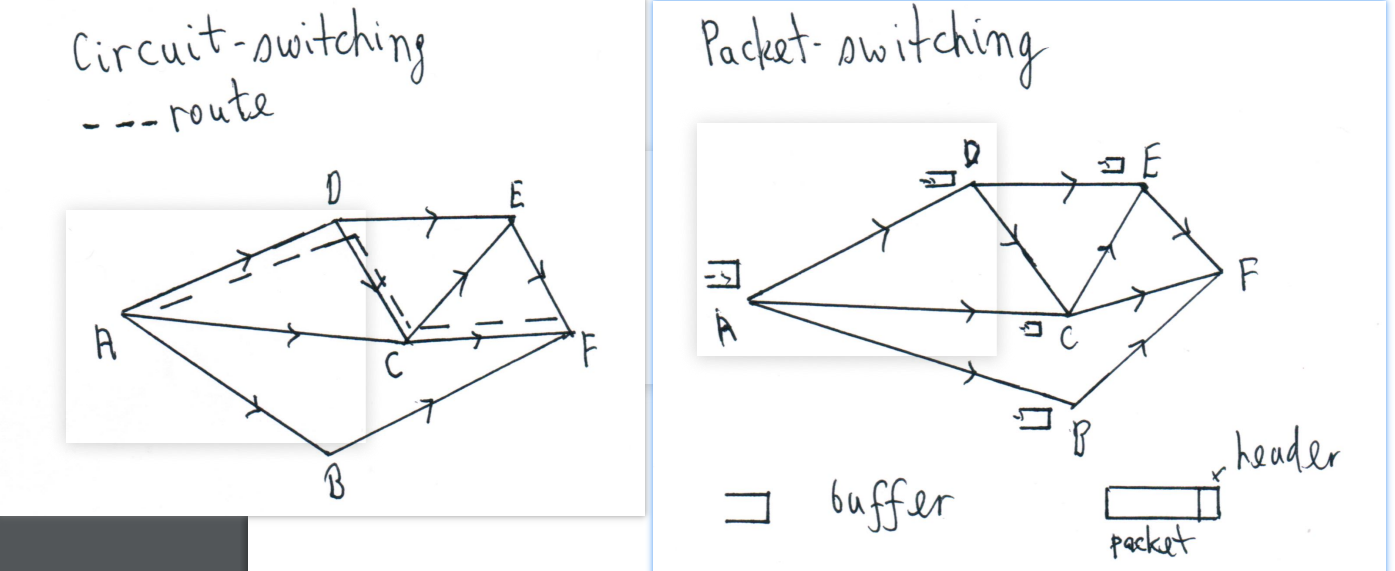 Circuit-switching
--- route
D
E
A
C
F
B
Packet-switching
D
E
F
A
C
B
header
buffer
packet